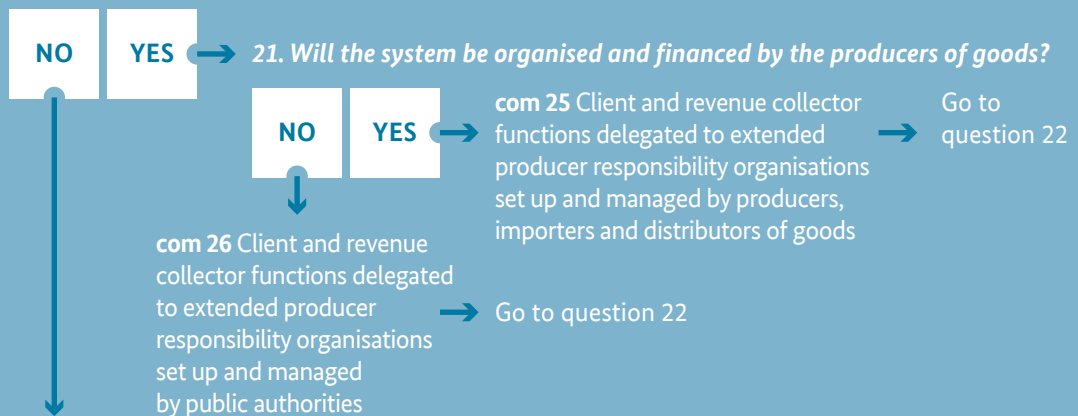 NO YES 21. Will the system be organised and financed by the producers of goods?
NO YES
com 25 Client and revenue collector
functions delegated to extended
producer responsibility organisations
set up and managed by producers,
importers and distributors of goods
Go to
question 22
com 26 Client and revenue
collector functions delegated
to extended producer
responsibility organisations
set up and managed
by public authorities
Go to question 22